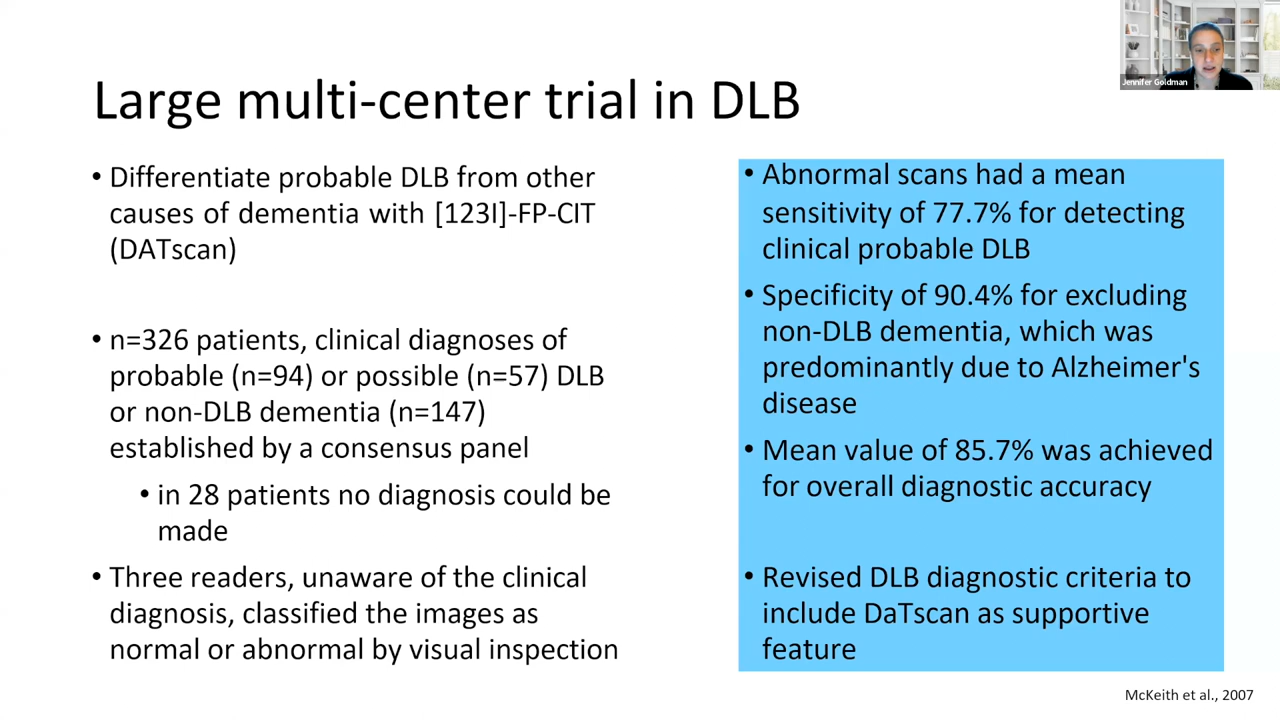 Large multi-center trial in DLB
• Differentiate probable DLB from other
causes of dementia with [123I]-FP-CIT
(DATscan)
• n=326 patients, clinical diagnoses of
probable (n=94) or possible (n=57) DLB
or non-DLB dementia (n=147)
established by a consensus panel
• in 28 patients no diagnosis could be
made
• Three readers, unaware of the clinical
diagnosis, classified the images as
normal or abnormal by visual inspection
• Abnormal scans had a mean
sensitivity of 77.7% for detecting
clinical probable DLB
• Specificity of 90.4% for excluding
non-DLB dementia, which was
predominantly due to Alzheimer's
disease
• Mean value of 85.7% was achieved
for overall diagnostic accuracy
• Revised DLB diagnostic criteria to
include DaTscan as supportive
feature
McKeith et al., 2007
Jennifer Goldman